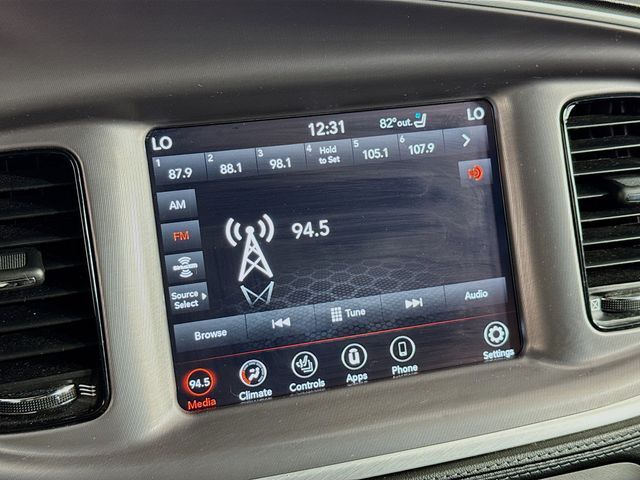 LO 12:31 82° out. LO
1 87.9 2 88.1 3 98.1 4 Hold to Set 5 105.1 6 107.9
AM
FM
94.5
SiriusXM
Source Select
Browse Tune Audio
94.5 Media Climate Controls Apps Phone Settings